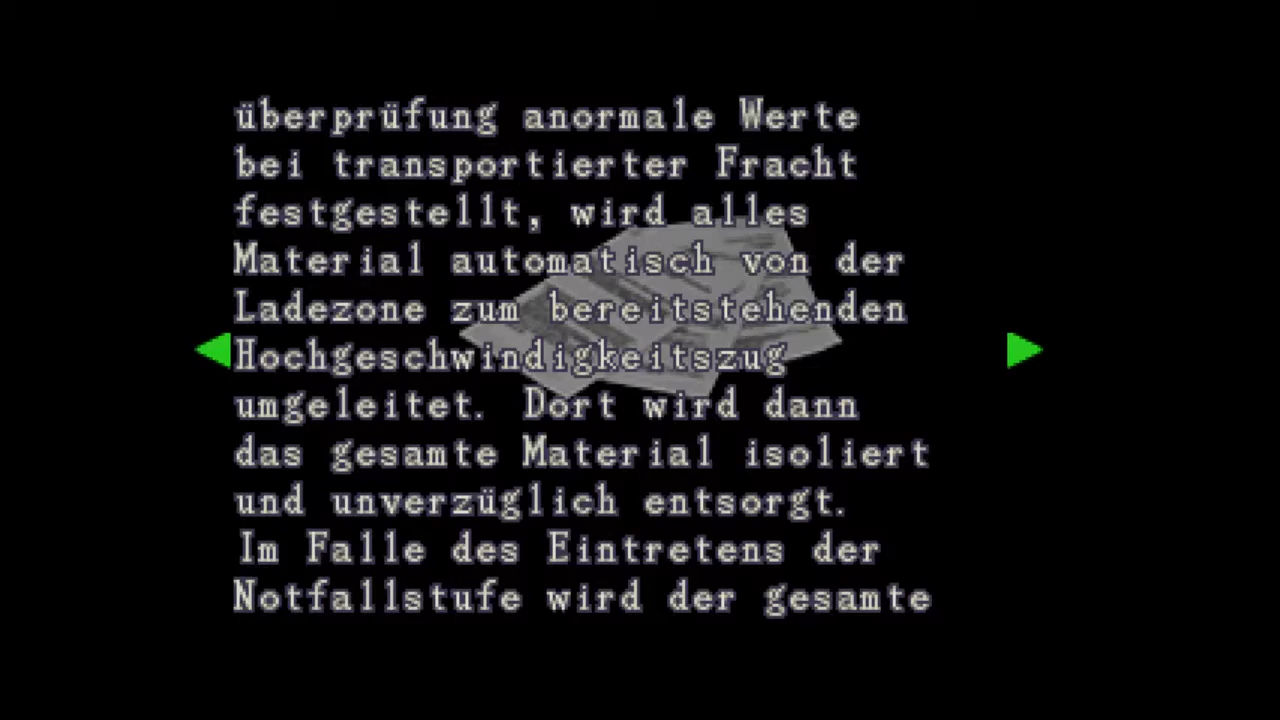 überprüfung anormale Werte
bei transportierter Fracht
festgestellt, wird alles
Material automatisch von der
Ladezone zum bereitstehenden
Hochgeschwindigkeitszug
umgeleitet. Dort wird dann
das gesamte Material isoliert
und unverzüglich entsorgt.
Im Falle des Eintretens der
Notfallstufe wird der gesamte